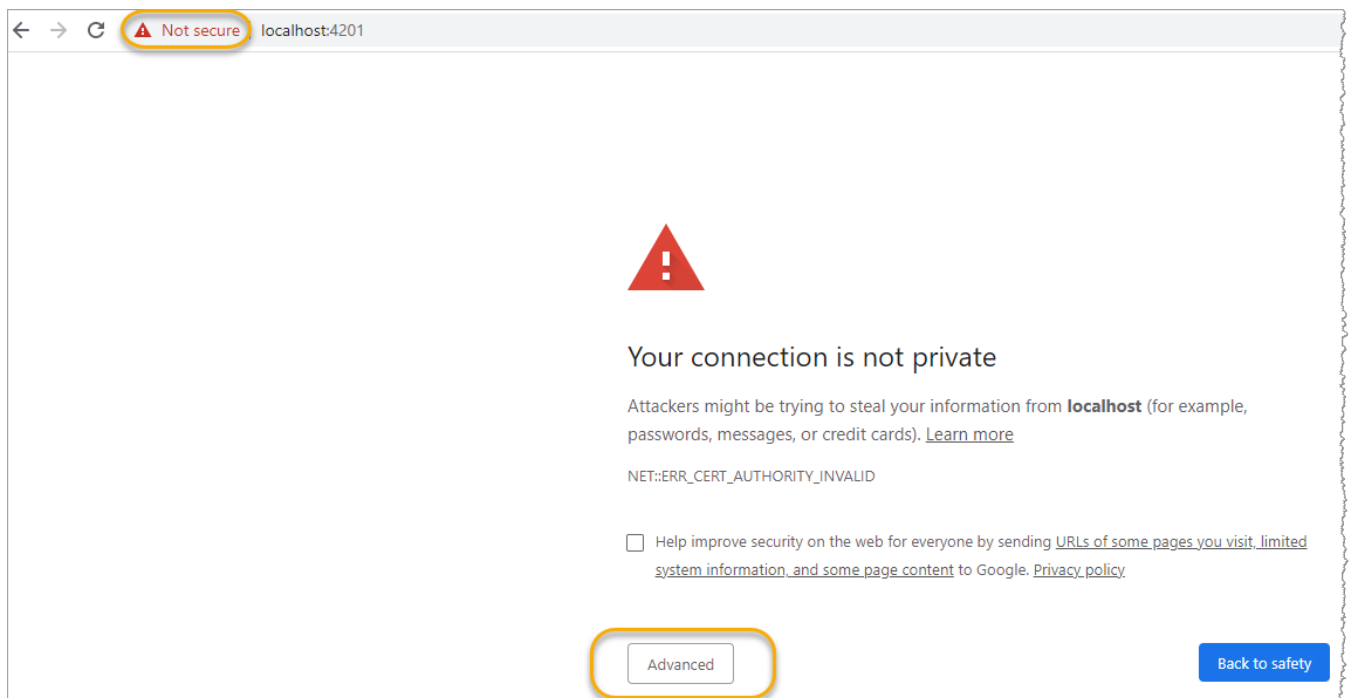 Not secure localhost:4201
Your connection is not private
Attackers might be trying to steal your information from localhost (for example,
passwords, messages, or credit cards). Learn more
NET::ERR_CERT_AUTHORITY_INVALID
Help improve security on the web for everyone by sending URLs of some pages you visit, limited
system information, and some page content to Google. Privacy policy
Advanced Back to safety